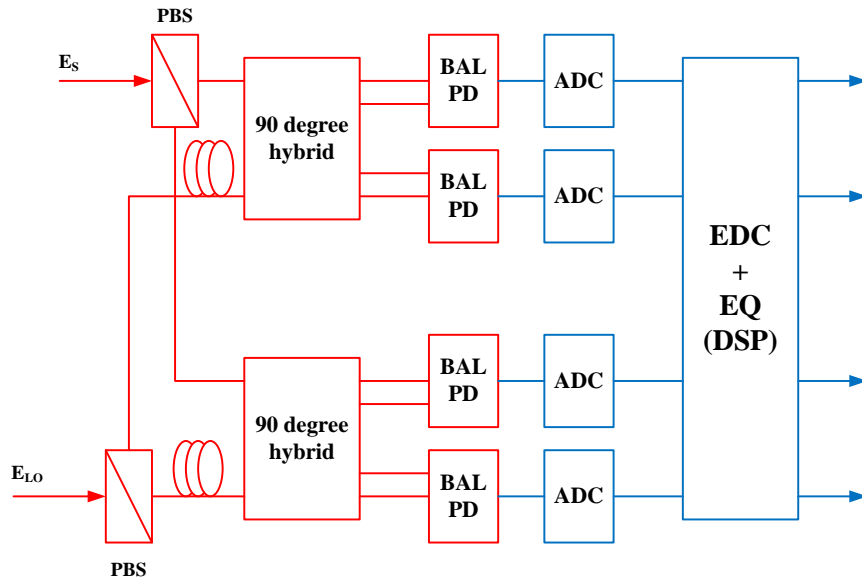 PBS
E_S
90 degree
hybrid
BAL
PD
ADC
BAL
PD
ADC
EDC
+
EQ
(DSP)
90 degree
hybrid
BAL
PD
ADC
BAL
PD
ADC
E_LO
PBS